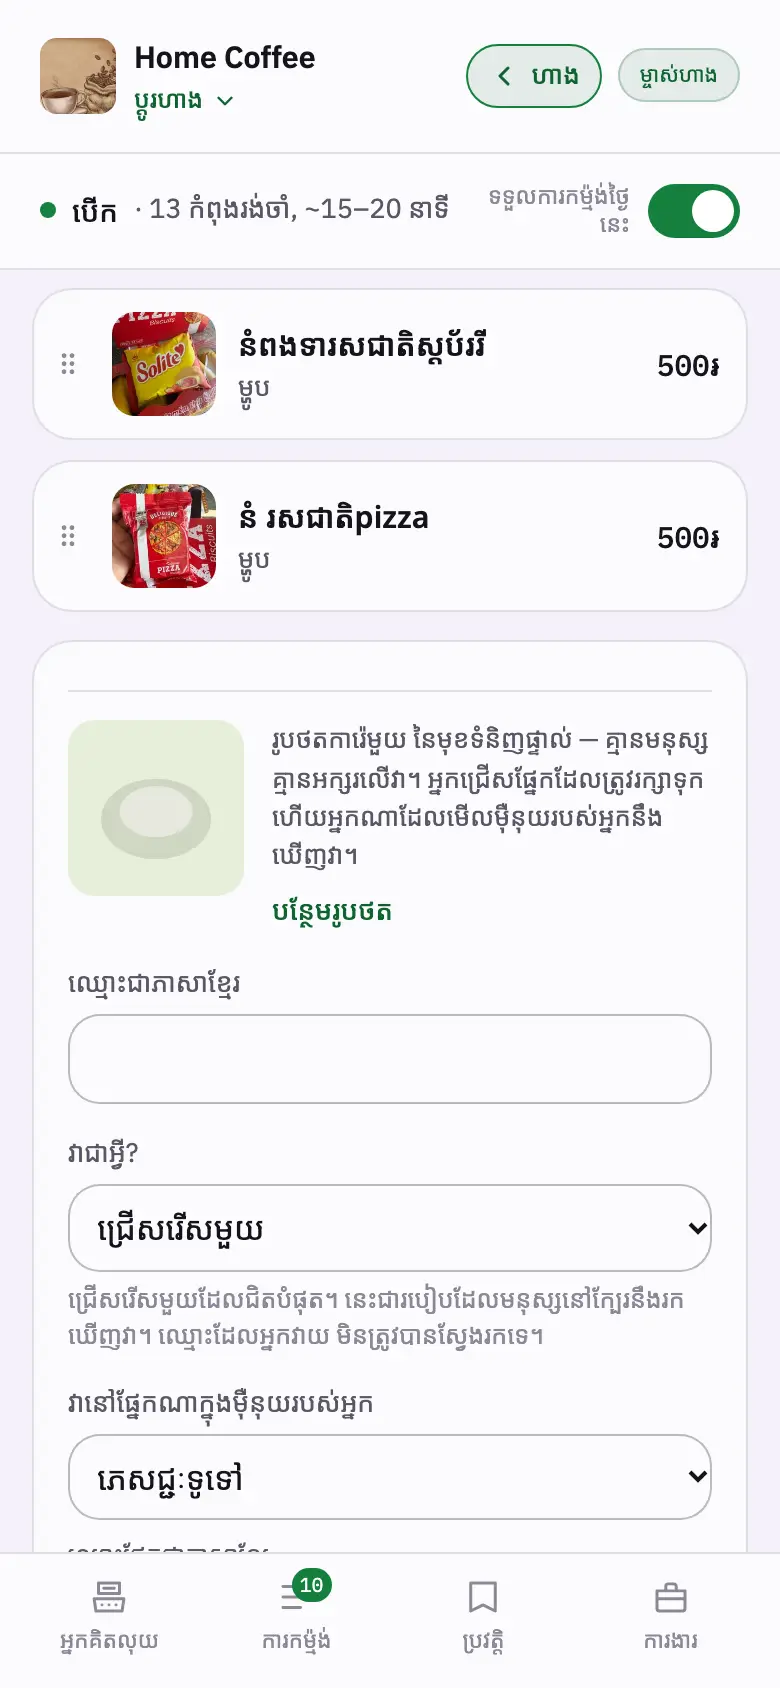 Home Coffee
ប្ដូរហាង
ហាង
ម្ចាស់ហាង
បើក · 13 កំពុងរង់ចាំ, ~15–20 នាទី
ទទួលការកម្ម៉ង់ថ្ងៃ
នេះ
PIZZA
Biscuits
Solite
នំពងទារសជាតិស្តប័ររី
ម្ហូប
500៛
នំ រសជាតិpizza
ម្ហូប
500៛
PIZZA
Biscuits
រូបថតការ៉េមួយ នៃមុខទំនិញផ្ទាល់ — គ្មានមនុស្ស
គ្មានអក្សរលើវា។ អ្នកជ្រើសផ្នែកដែលត្រូវរក្សាទុក
ហើយអ្នកណាដែលមើលម៉ឺនុយរបស់អ្នកនឹង
ឃើញវា។
បន្ថែមរូបថត
ឈ្មោះជាភាសាខ្មែរ
វាជាអ្វី?
ជ្រើសរើសមួយ
ជ្រើសរើសមួយដែលជិតបំផុត។ នេះជារបៀបដែលមនុស្សនៅក្បែរនឹងរក
ឃើញវា។ ឈ្មោះដែលអ្នកវាយ មិនត្រូវបានស្វែងរកទេ។
វានៅផ្នែកណាក្នុងម៉ឺនុយរបស់អ្នក
ភេសជ្ជៈទូទៅ
10
អ្នកគិតលុយ
ការកម្ម៉ង់
ប្រវត្តិ
ការងារ